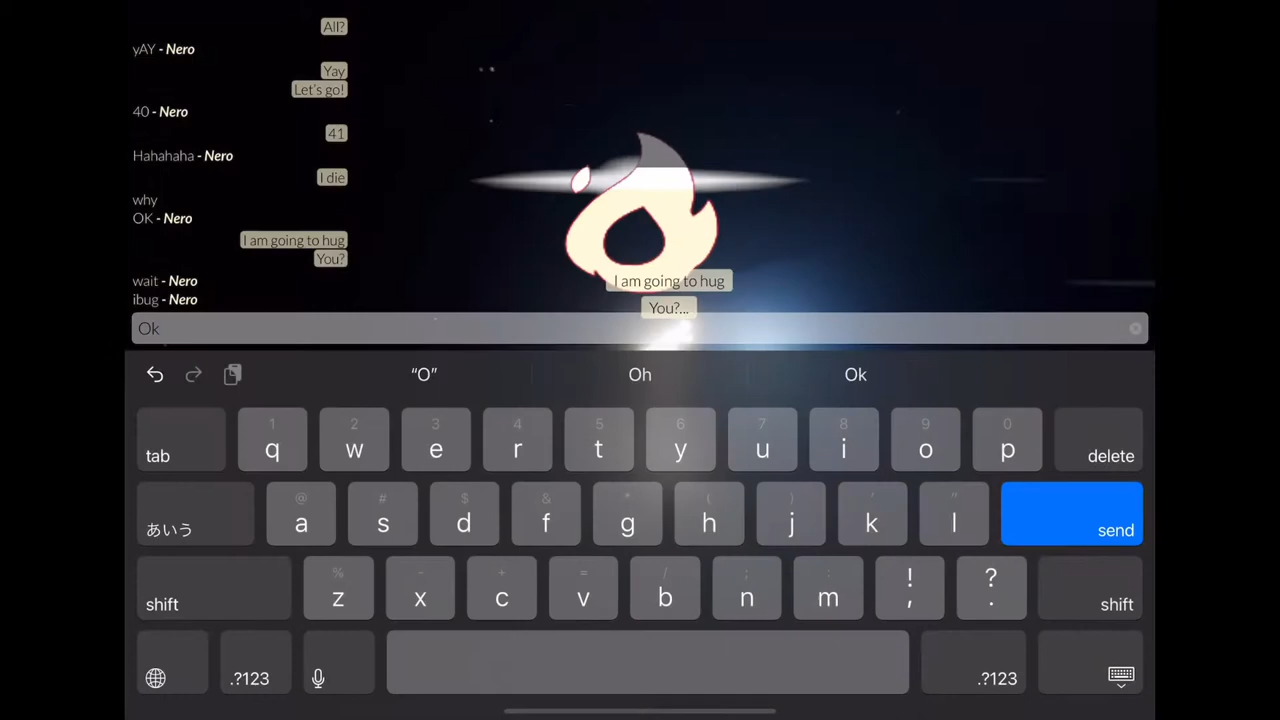 All?
yAY - Nero
Yay
Let's go!
40 - Nero
41
Hahahaha - Nero
I die
why
OK - Nero
I am going to hug
You?
wait - Nero
ibug - Nero
I am going to hug
You?...
Ok
“O” Oh Ok
1 2 3 4 5 6 7 8 9 0
tab q w e r t y u i o p delete
@ # $ & * ( ) ' "
あいう a s d f g h j k l send
% - + = / ; : ! ?
shift z x c v b n m , . shift
.?123 .?123